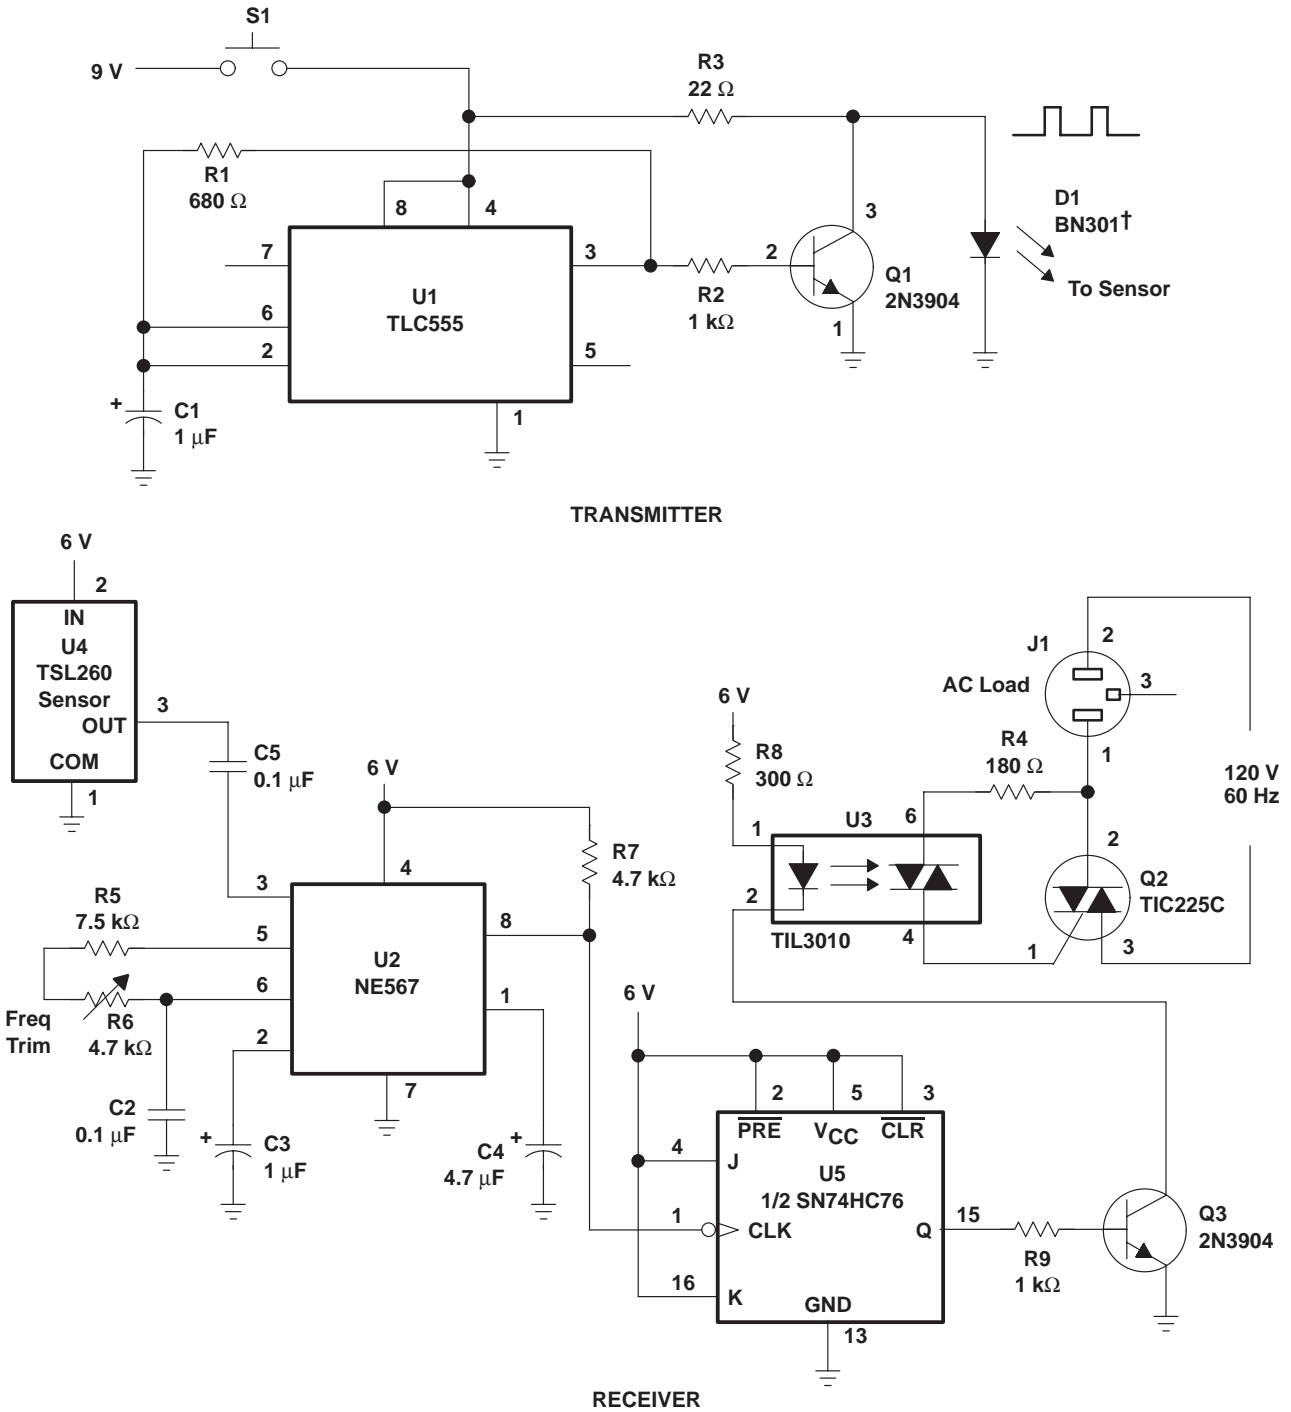 S1
9 V
R3
22 Ω
R1
680 Ω
8
4
7
3
2
3
D1
BN301†
U1
TLC555
Q1
2N3904
To Sensor
R2
1 kΩ
6
2
5
1
1
+
C1
1 μF
TRANSMITTER
6 V
2
IN
U4
TSL260
Sensor
OUT
COM
3
1
C5
0.1 μF
6 V
4
R7
4.7 kΩ
3
R5
7.5 kΩ
5
8
U2
NE567
6
1
Freq
Trim
R6
4.7 kΩ
2
7
C2
0.1 μF
+
C3
1 μF
C4
4.7 μF
+
J1
2
AC Load
3
1
6 V
R8
300 Ω
R4
180 Ω
120 V
60 Hz
1
U3
6
2
2
Q2
TIC225C
TIL3010
4
1
3
6 V
2
5
3
PRE
VCC
CLR
4
J
U5
1/2 SN74HC76
1
CLK
Q
15
R9
1 kΩ
Q3
2N3904
16
K
GND
13
RECEIVER